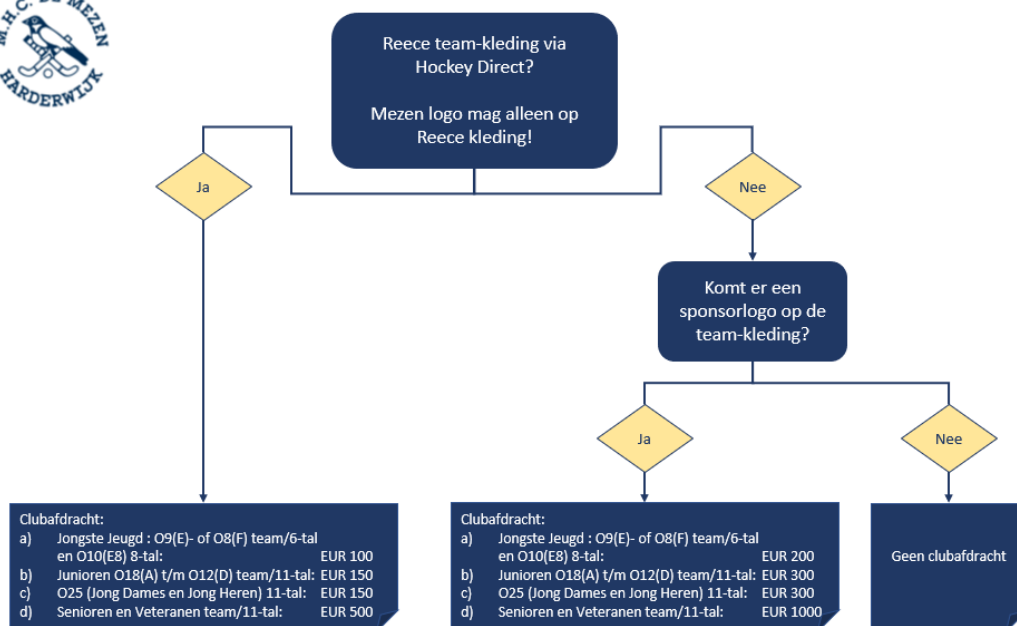 M.H.C. DE MEZEN
HARDERWIJK
Reece team-kleding via
Hockey Direct?
Mezen logo mag alleen op
Reece kleding!
Ja
Nee
Komt er een
sponsorlogo op de
team-kleding?
Ja
Nee
Clubafdracht:
a) Jongste Jeugd : O9(E)- of O8(F) team/6-tal
en O10(E8) 8-tal: EUR 100
b) Junioren O18(A) t/m O12(D) team/11-tal: EUR 150
c) O25 (Jong Dames en Jong Heren) 11-tal: EUR 150
d) Senioren en Veteranen team/11-tal: EUR 500
Clubafdracht:
a) Jongste Jeugd : O9(E)- of O8(F) team/6-tal
en O10(E8) 8-tal: EUR 200
b) Junioren O18(A) t/m O12(D) team/11-tal: EUR 300
c) O25 (Jong Dames en Jong Heren) 11-tal: EUR 300
d) Senioren en Veteranen team/11-tal: EUR 1000
Geen clubafdracht